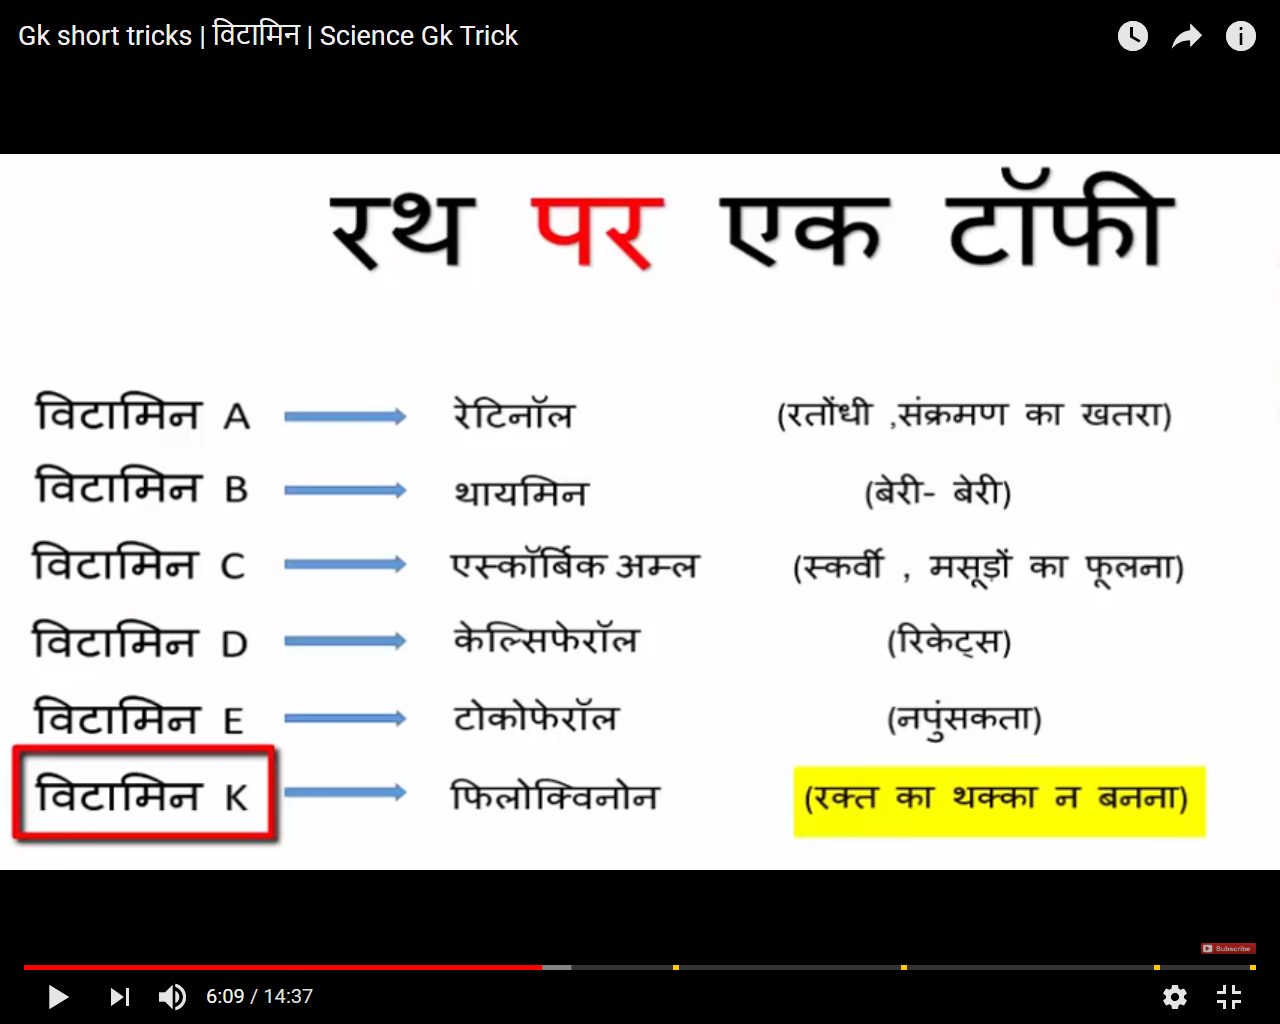 Gk short tricks | विटामिन | Science Gk Trick
रथ पर एक टॉफी
विटामिन A रेटिनॉल (रतोंधी ,संक्रमण का खतरा)
विटामिन B थायमिन (बेरी- बेरी)
विटामिन C एस्कॉर्बिक अम्ल (स्कर्वी , मसूड़ों का फूलना)
विटामिन D केल्सिफेरॉल (रिकेट्स)
विटामिन E टोकोफेरॉल (नपुंसकता)
विटामिन K फिलोक्विनोन (रक्त का थक्का न बनना)
Subscribe
6:09 / 14:37